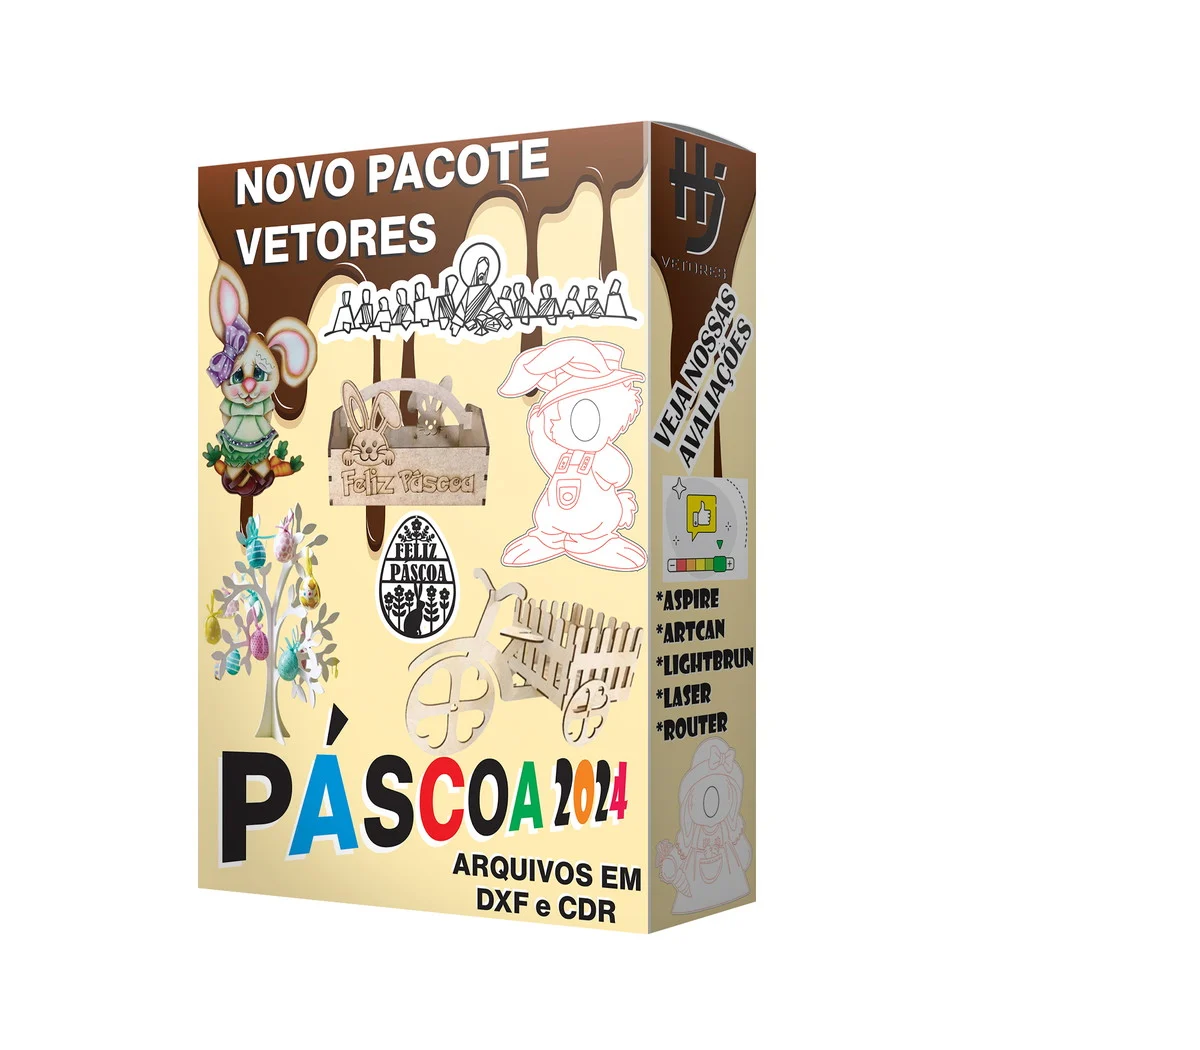 NOVO PACOTE
VETORES
Feliz Páscoa
FELIZ
PÁSCOA
PÁSCOA 2024
ARQUIVOS EM
DXF e CDR
HJ
VETORES
VEJA NOSSAS
AVALIAÇÕES
- +
*ASPIRE
*ARTCAN
*LIGHTBRUN
*LASER
*ROUTER